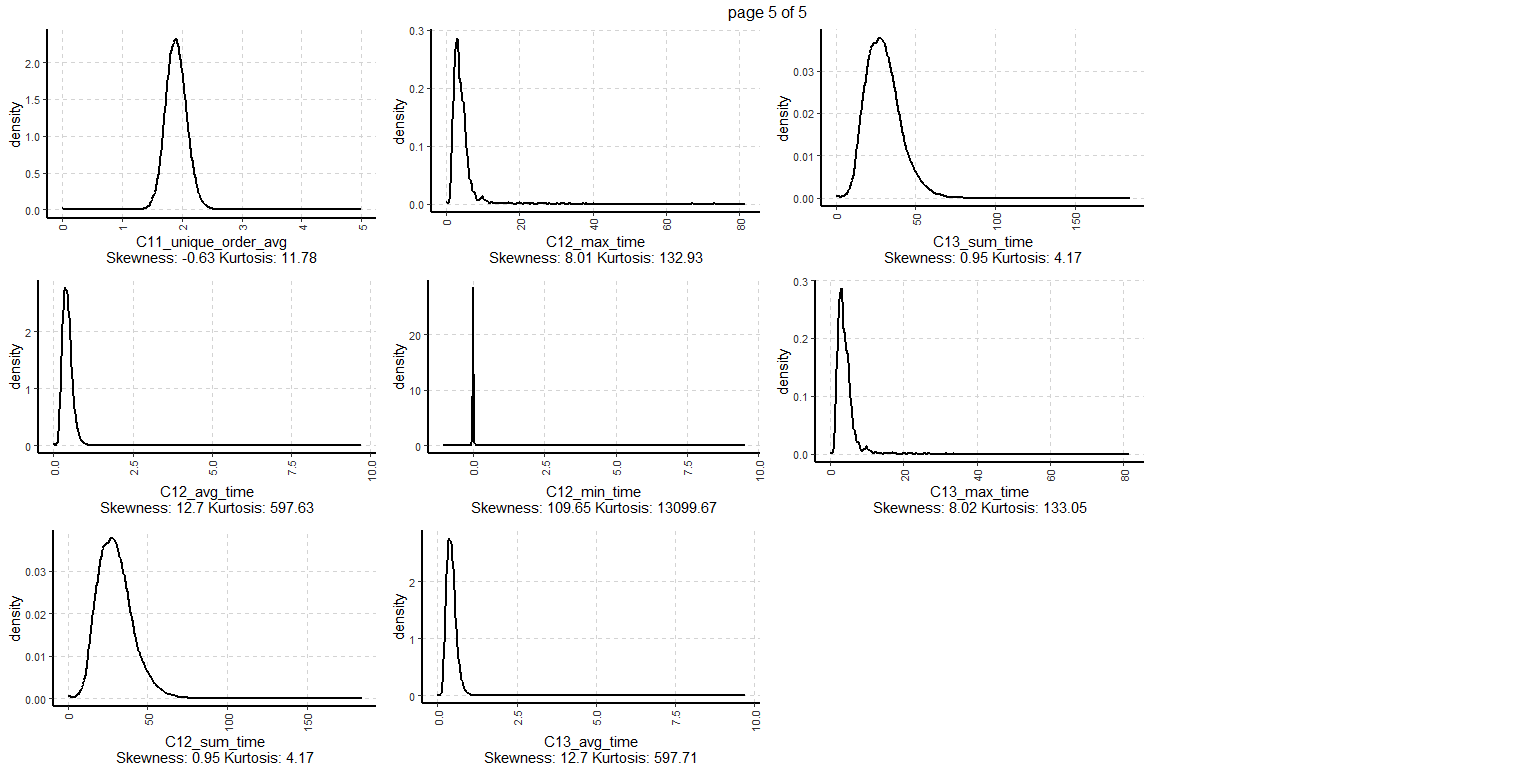 page 5 of 5
density
2.0
1.5
1.0
0.5
0.0
0
1
2
3
4
5
C11_unique_order_avg
Skewness: -0.63 Kurtosis: 11.78
density
0.3
0.2
0.1
0.0
0
20
40
60
80
C12_max_time
Skewness: 8.01 Kurtosis: 132.93
density
0.03
0.02
0.01
0.00
0
50
100
150
C13_sum_time
Skewness: 0.95 Kurtosis: 4.17
density
2
1
0
0.0
2.5
5.0
7.5
10.0
C12_avg_time
Skewness: 12.7 Kurtosis: 597.63
density
20
10
0
0.0
2.5
5.0
7.5
10.0
C12_min_time
Skewness: 109.65 Kurtosis: 13099.67
density
0.3
0.2
0.1
0.0
0
20
40
60
80
C13_max_time
Skewness: 8.02 Kurtosis: 133.05
density
0.03
0.02
0.01
0.00
0
50
100
150
C12_sum_time
Skewness: 0.95 Kurtosis: 4.17
density
2
1
0
0.0
2.5
5.0
7.5
10.0
C13_avg_time
Skewness: 12.7 Kurtosis: 597.71